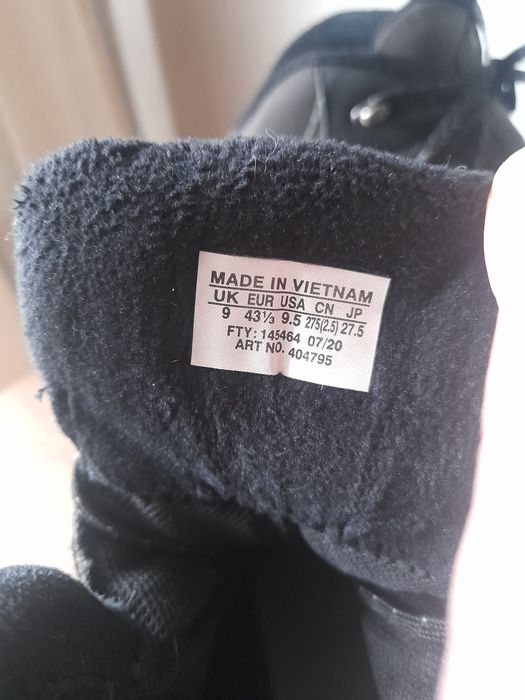 MADE IN VIETNAM
UK EUR USA CN JP
9 43⅓ 9.5 275(2.5) 27.5
FTY: 145464 07/20
ART NO. 404795